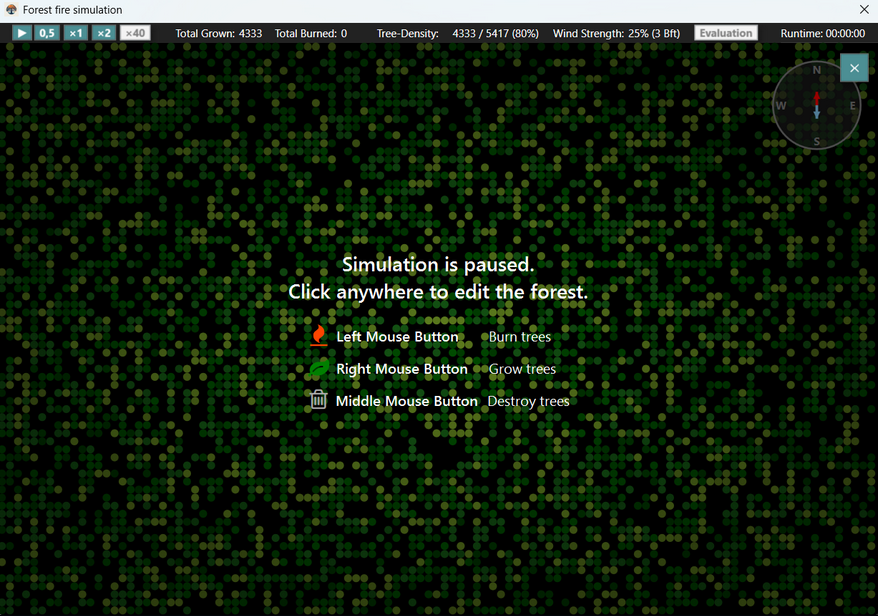 Forest fire simulation
0,5 ×1 ×2 ×40 Total Grown: 4333 Total Burned: 0 Tree-Density: 4333 / 5417 (80%) Wind Strength: 25% (3 Bft) Evaluation Runtime: 00:00:00
N
W E
S
Simulation is paused.
Click anywhere to edit the forest.
Left Mouse Button Burn trees
Right Mouse Button Grow trees
Middle Mouse Button Destroy trees